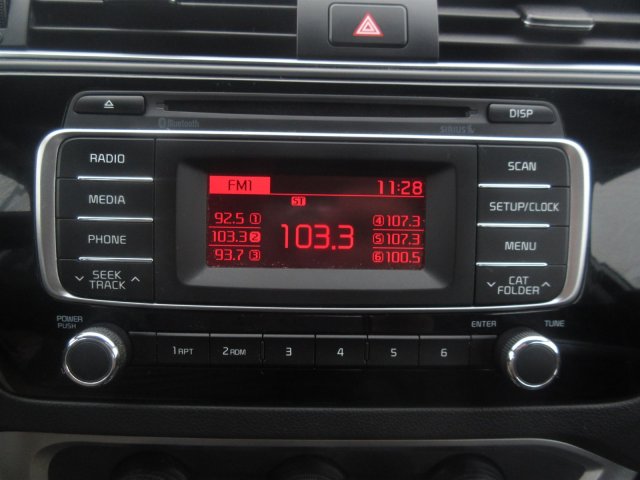 DISP
Bluetooth
SIRIUS
RADIO
MEDIA
PHONE
SEEK
TRACK
FM1 11:28
ST
92.5 1 4 107.3
103.3 2 103.3 5 107.3
93.7 3 6 100.5
SCAN
SETUP/CLOCK
MENU
CAT
FOLDER
POWER
PUSH
1 RPT 2 RDM 3 4 5 6
ENTER TUNE